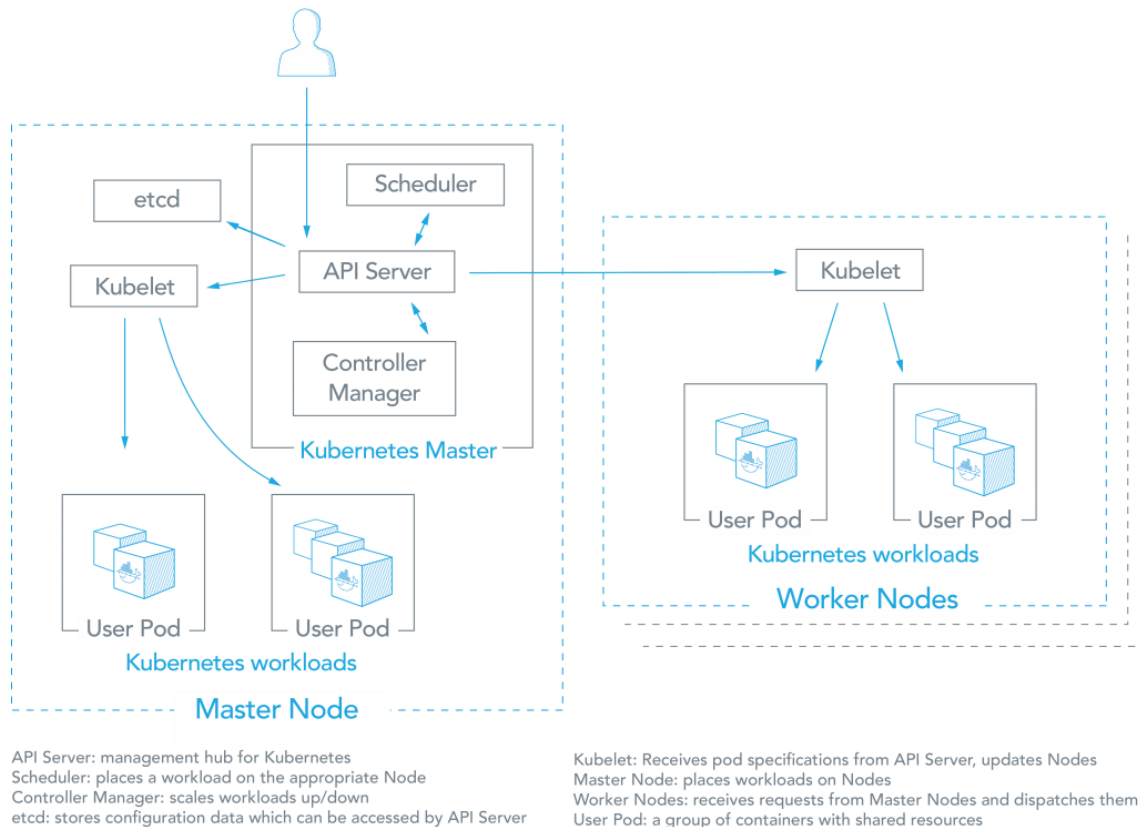 etcd
Scheduler
API Server
Kubelet
Kubelet
Controller
Manager
Kubernetes Master
User Pod
User Pod
User Pod
User Pod
Kubernetes workloads
Kubernetes workloads
Master Node
Worker Nodes
API Server: management hub for Kubernetes
Scheduler: places a workload on the appropriate Node
Controller Manager: scales workloads up/down
etcd: stores configuration data which can be accessed by API Server
Kubelet: Receives pod specifications from API Server, updates Nodes
Master Node: places workloads on Nodes
Worker Nodes: receives requests from Master Nodes and dispatches them
User Pod: a group of containers with shared resources